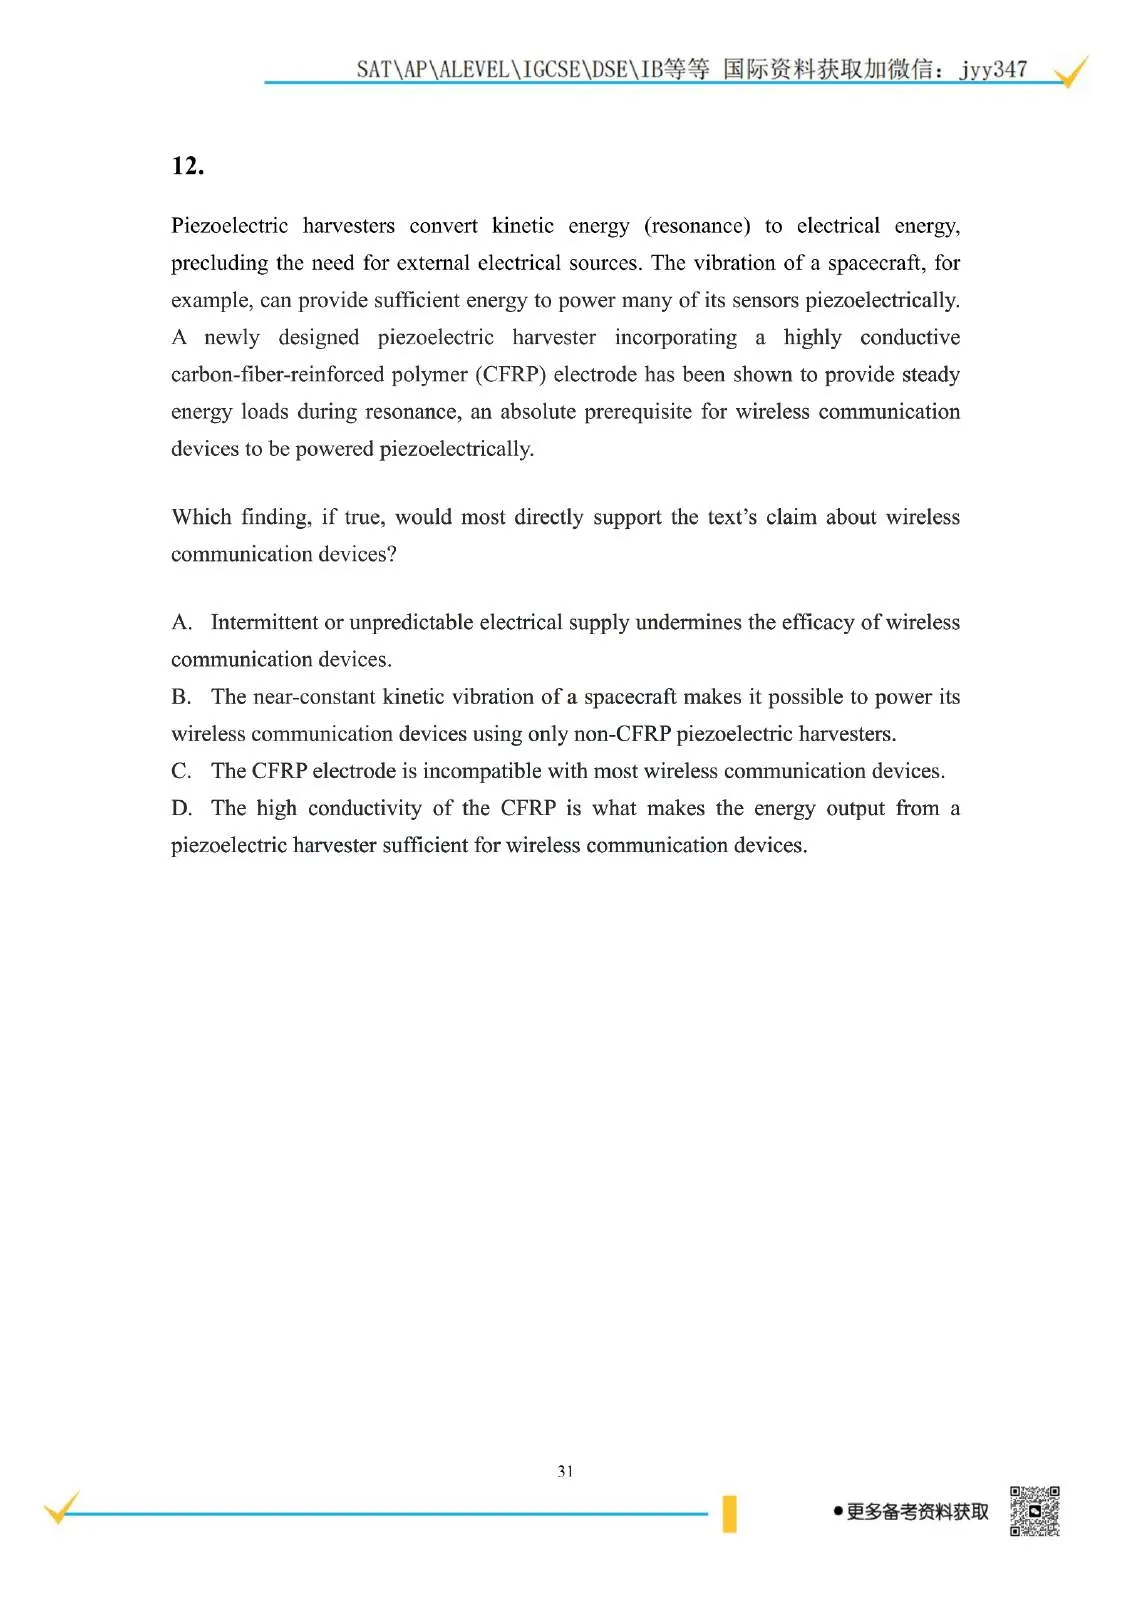 SAT\AP\ALEVEL\IGCSE\DSE\IB等等 国际资料获取加微信：jyy347
12.
Piezoelectric harvesters convert kinetic energy (resonance) to electrical energy,
precluding the need for external electrical sources. The vibration of a spacecraft, for
example, can provide sufficient energy to power many of its sensors piezoelectrically.
A newly designed piezoelectric harvester incorporating a highly conductive
carbon-fiber-reinforced polymer (CFRP) electrode has been shown to provide steady
energy loads during resonance, an absolute prerequisite for wireless communication
devices to be powered piezoelectrically.
Which finding, if true, would most directly support the text’s claim about wireless
communication devices?
A. Intermittent or unpredictable electrical supply undermines the efficacy of wireless
communication devices.
B. The near-constant kinetic vibration of a spacecraft makes it possible to power its
wireless communication devices using only non-CFRP piezoelectric harvesters.
C. The CFRP electrode is incompatible with most wireless communication devices.
D. The high conductivity of the CFRP is what makes the energy output from a
piezoelectric harvester sufficient for wireless communication devices.
31
●更多备考资料获取